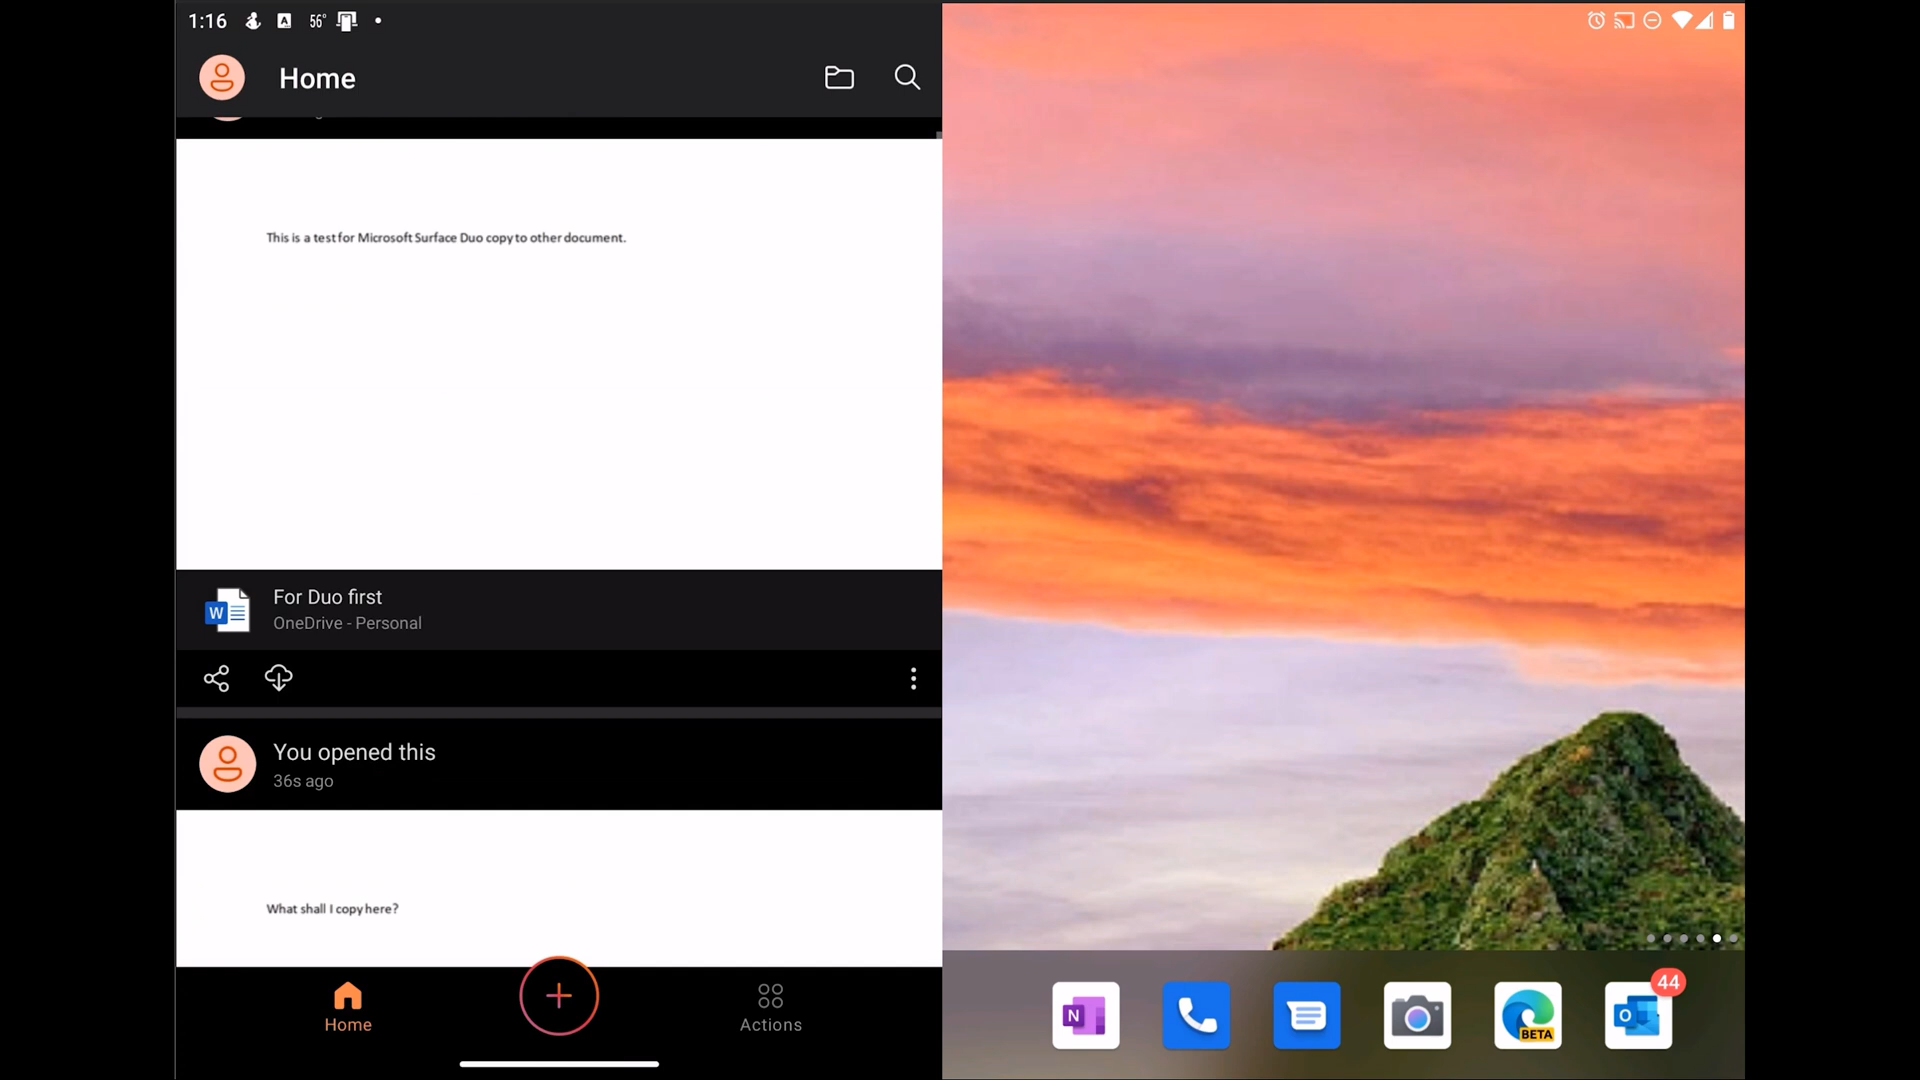 1:16
A
56°
Home
This is a test for Microsoft Surface Duo copy to other document.
W
For Duo first
OneDrive - Personal
You opened this
36s ago
What shall I copy here?
Home
Actions
N
BETA
O
44